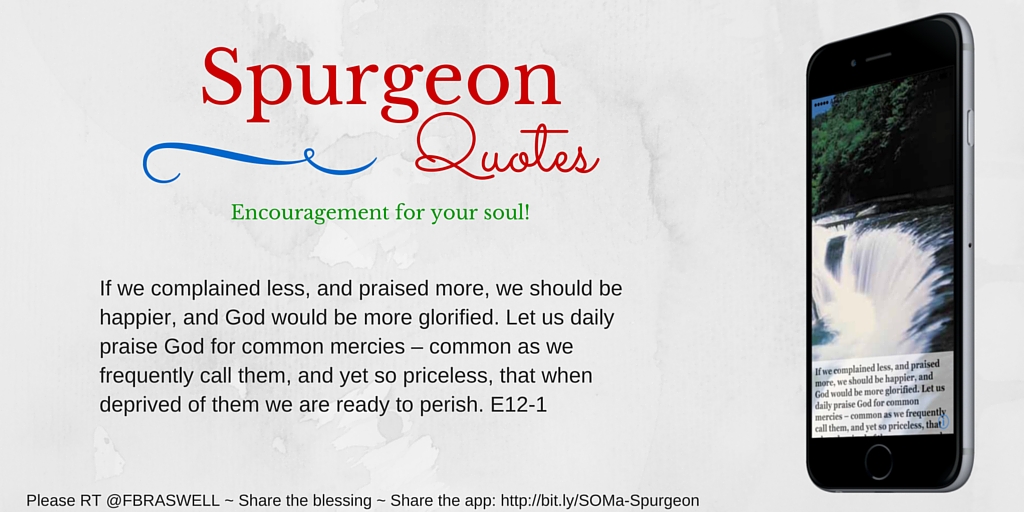 Spurgeon
Quotes
Encouragement for your soul!
If we complained less, and praised more, we should be
happier, and God would be more glorified. Let us daily
praise God for common mercies – common as we
frequently call them, and yet so priceless, that when
deprived of them we are ready to perish. E12-1
If we complained less, and praised
more, we should be happier, and
God would be more glorified. Let us
daily praise God for common
mercies – common as we frequently
call them, and yet so priceless, that
Please RT @FBRASWELL ~ Share the blessing ~ Share the app: http://bit.ly/SOMa-Spurgeon